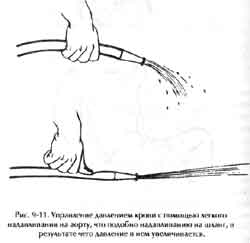 Рис. 9-11. Управление давлением крови с помощью легкого
надавливания на аорту, что подобно надавливанию на шланг, в
результате чего давление в нем увеличивается.